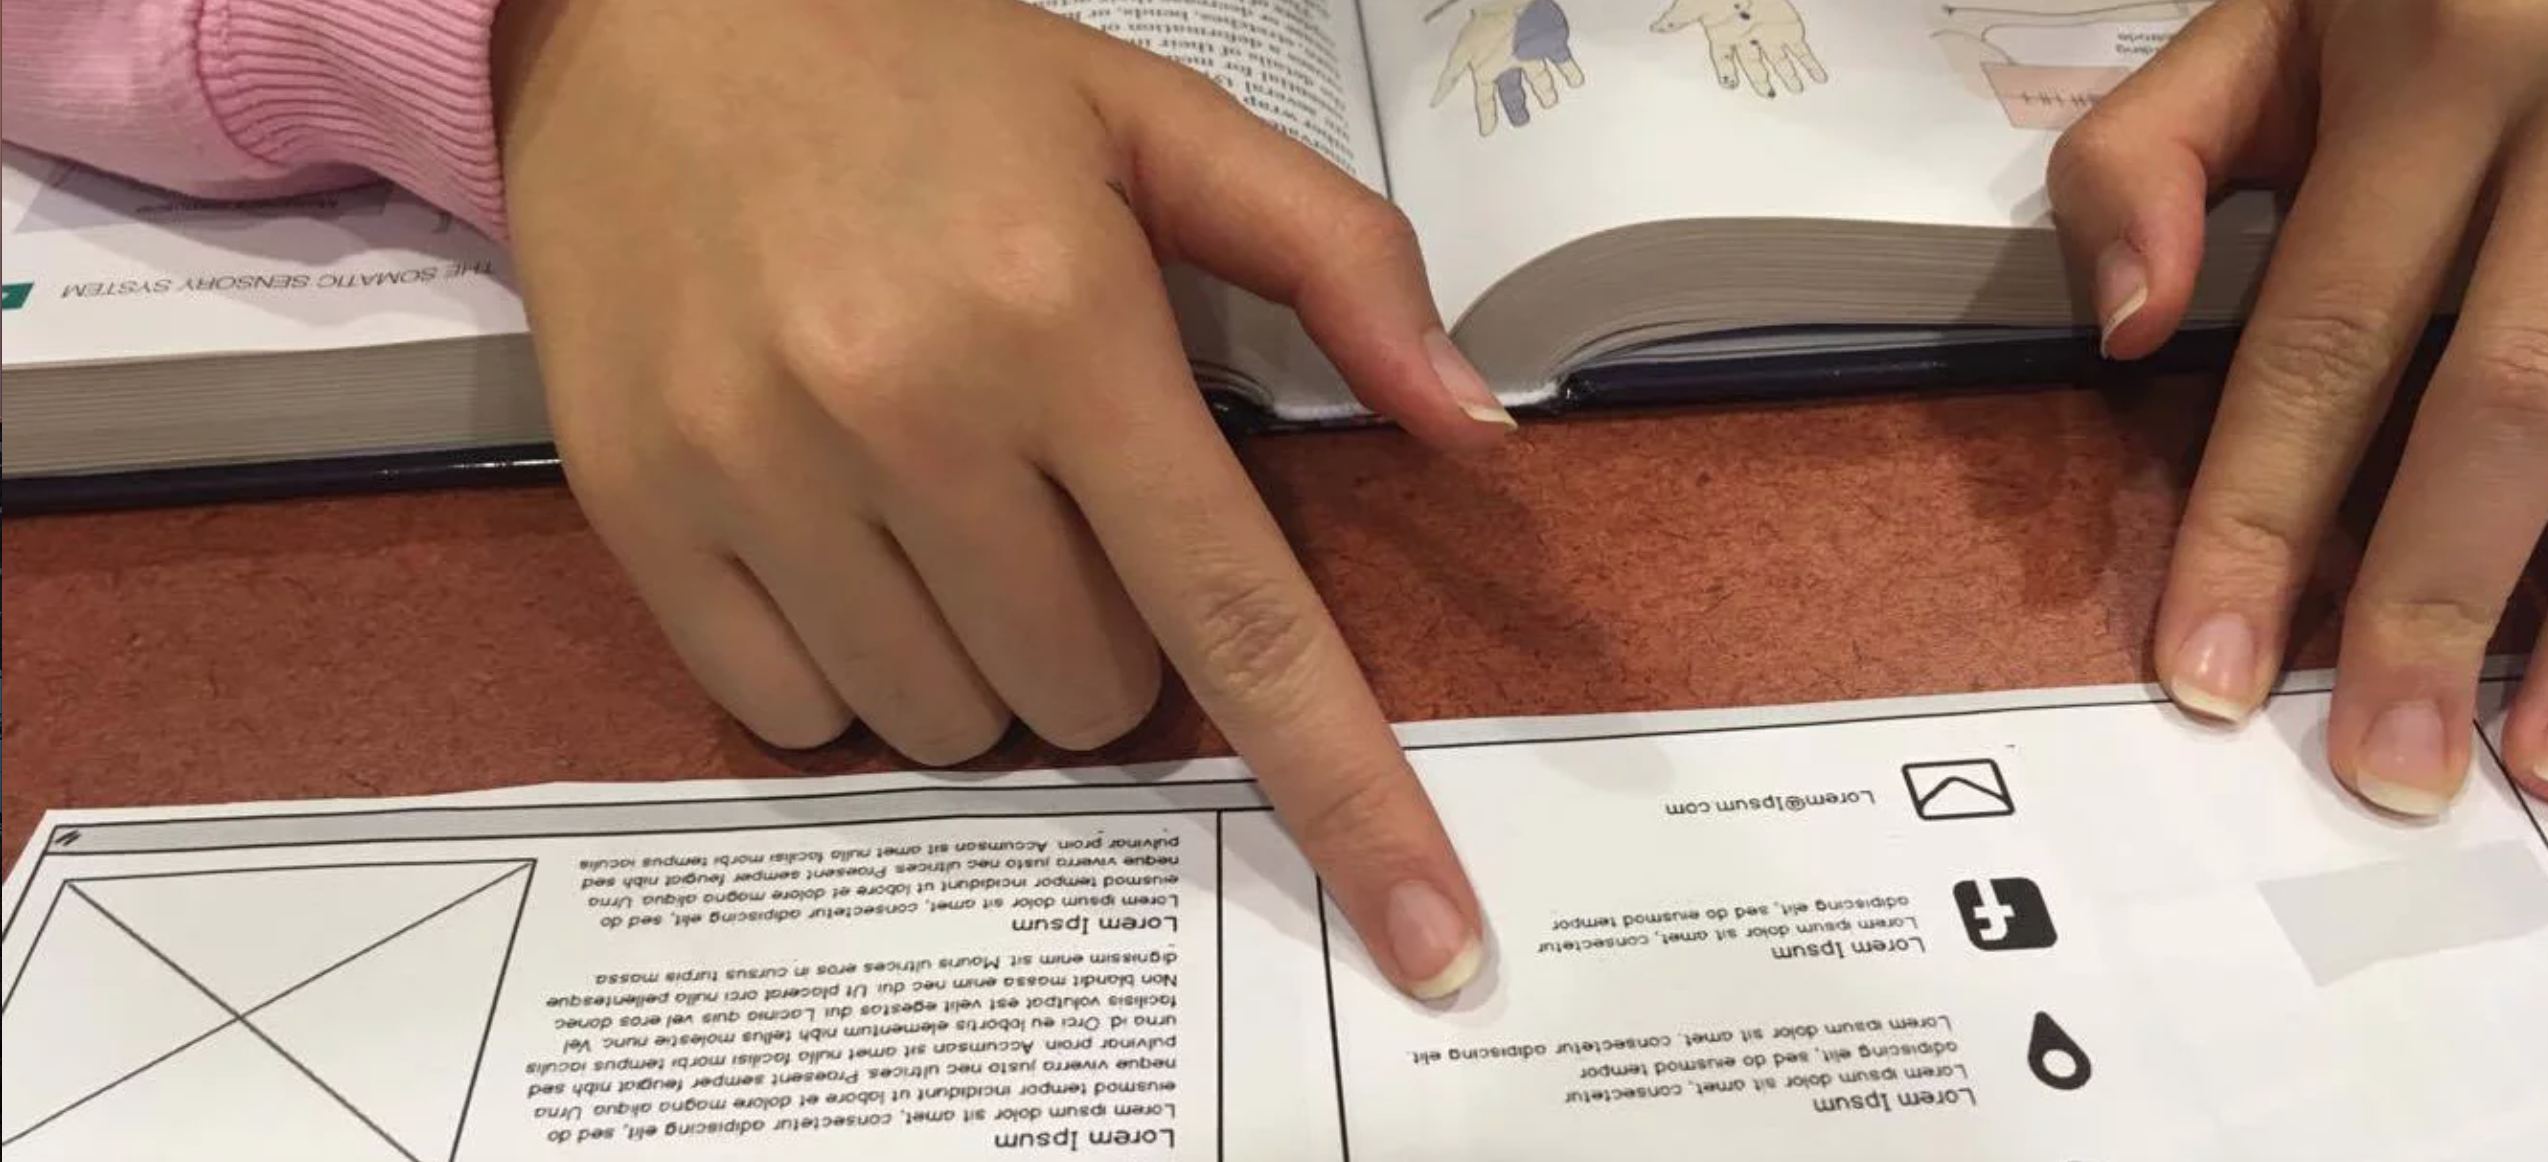 Lorem Ipsum
Lorem ipsum dolor sit amet, consectetur
adipiscing elit, sed do eiusmod tempor
Lorem ipsum dolor sit amet, consectetur adipiscing elit,
Lorem Ipsum
Lorem ipsum dolor sit amet, consectetur
adipiscing elit, sed do eiusmod tempor
Lorem@Ipsum.com
Lorem Ipsum
Lorem ipsum dolor sit amet, consectetur adipiscing elit, sed do
eiusmod tempor incididunt ut labore et dolore magna aliqua. Urna
neque viverra justo nec ultrices. Praesent semper feugiat nibh sed
pulvinar proin. Accumsan sit amet nulla facilisi morbi tempus iaculis
urna id. Orci eu lobortis elementum nibh tellus molestie nunc. Vel
facilisis volutpat est velit egestas dui. Lacinia quis vel eros donec
Non blandit massa enim nec dui. Ut placerat orci nulla pellentesque
dignissim enim sit. Mauris ultrices eros in cursus turpis massa.
Lorem Ipsum
Lorem ipsum dolor sit amet, consectetur adipiscing elit, sed do
eiusmod tempor incididunt ut labore et dolore magna aliqua. Urna
neque viverra justo nec ultrices. Praesent semper feugiat nibh sed
pulvinar proin. Accumsan sit amet nulla facilisi morbi tempus iaculis
THE SOMATIC SENSORY SYSTEM
details of their
deformation of
stretches, bends, or